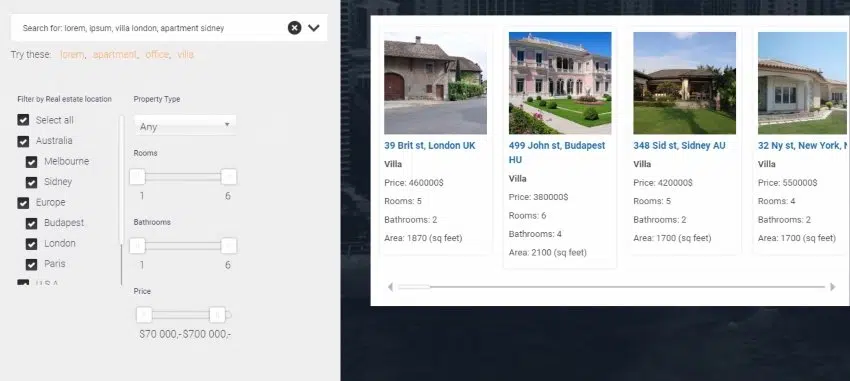 Search for: lorem, ipsum, villa london, apartment sidney
Try these: lorem, apartment, office, villa
Filter by Real estate location
Select all
Australia
Melbourne
Sidney
Europe
Budapest
London
Paris
U.S.A
Property Type
Any
Rooms
1 6
Bathrooms
1 6
Price
$70 000,-$700 000,-
39 Brit st, London UK
Villa
Price: 460000$
Rooms: 5
Bathrooms: 2
Area: 1870 (sq feet)
499 John st, Budapest
HU
Villa
Price: 380000$
Rooms: 6
Bathrooms: 4
Area: 2100 (sq feet)
348 Sid st, Sidney AU
Villa
Price: 420000$
Rooms: 5
Bathrooms: 2
Area: 1700 (sq feet)
32 Ny st, New York,
Villa
Price: 550000$
Rooms: 4
Bathrooms: 2
Area: 1700 (sq feet)